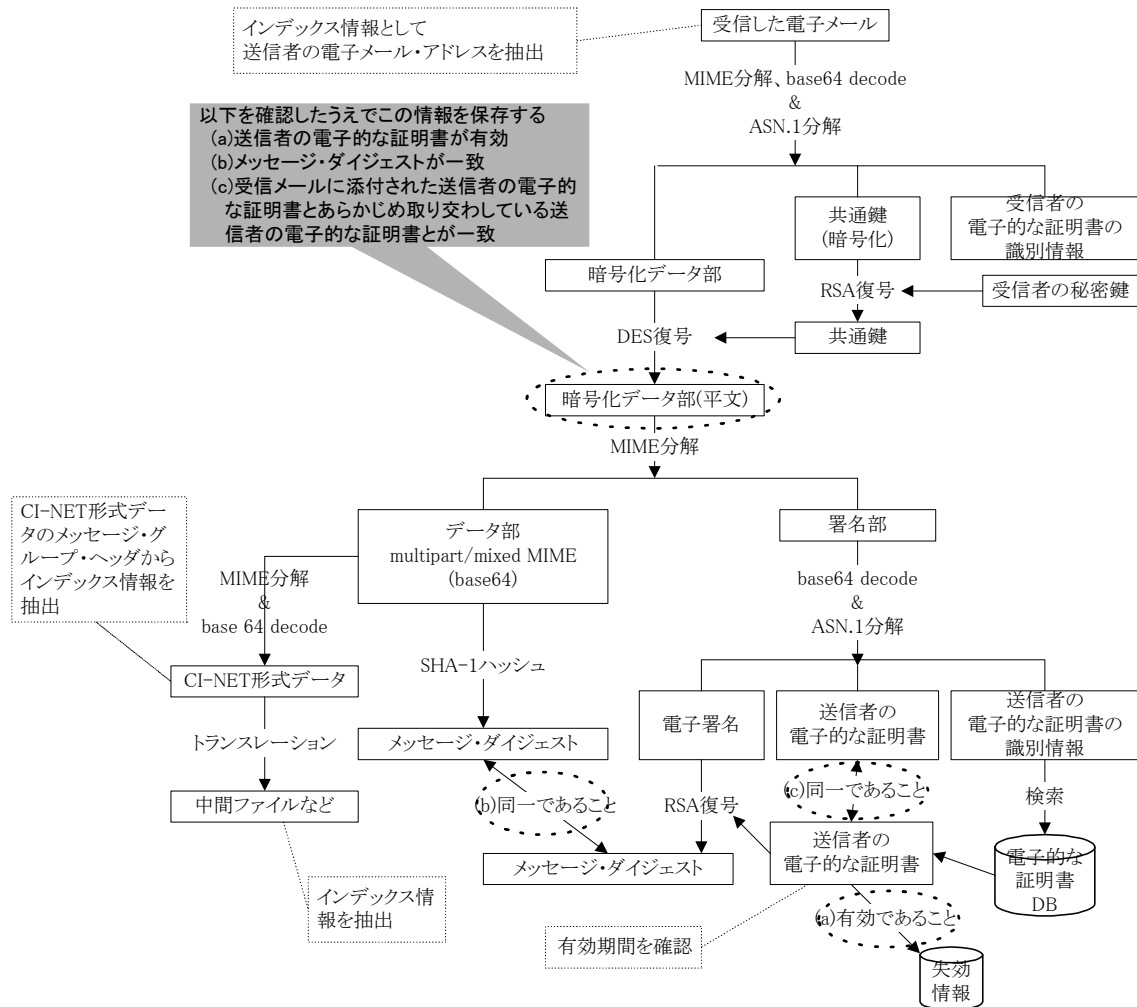 インデックス情報として
送信者の電子メール・アドレスを抽出
受信した電子メール
MIME分解、base64 decode
&
ASN.1分解
以下を確認したうえでこの情報を保存する
(a)送信者の電子的な証明書が有効
(b)メッセージ・ダイジェストが一致
(c)受信メールに添付された送信者の電子的
な証明書とあらかじめ取り交わしている送
信者の電子的な証明書とが一致
共通鍵
(暗号化)
受信者の
電子的な証明書の
識別情報
暗号化データ部
RSA復号
受信者の秘密鍵
DES復号
共通鍵
暗号化データ部(平文)
MIME分解
CI-NET形式デー
タのメッセージ・グ
ループ・ヘッダから
インデックス情報を
抽出
データ部
multipart/mixed MIME
(base64)
署名部
MIME分解
&
base 64 decode
base64 decode
&
ASN.1分解
SHA-1ハッシュ
CI-NET形式データ
電子署名
送信者の
電子的な証明書
送信者の
電子的な証明書の
識別情報
トランスレーション
メッセージ・ダイジェスト
(b)同一であること
RSA復号
(c)同一であること
検索
中間ファイルなど
メッセージ・ダイジェスト
送信者の
電子的な証明書
電子的な
証明書
DB
インデックス情
報を抽出
(a)有効であること
有効期間を確認
失効
情報